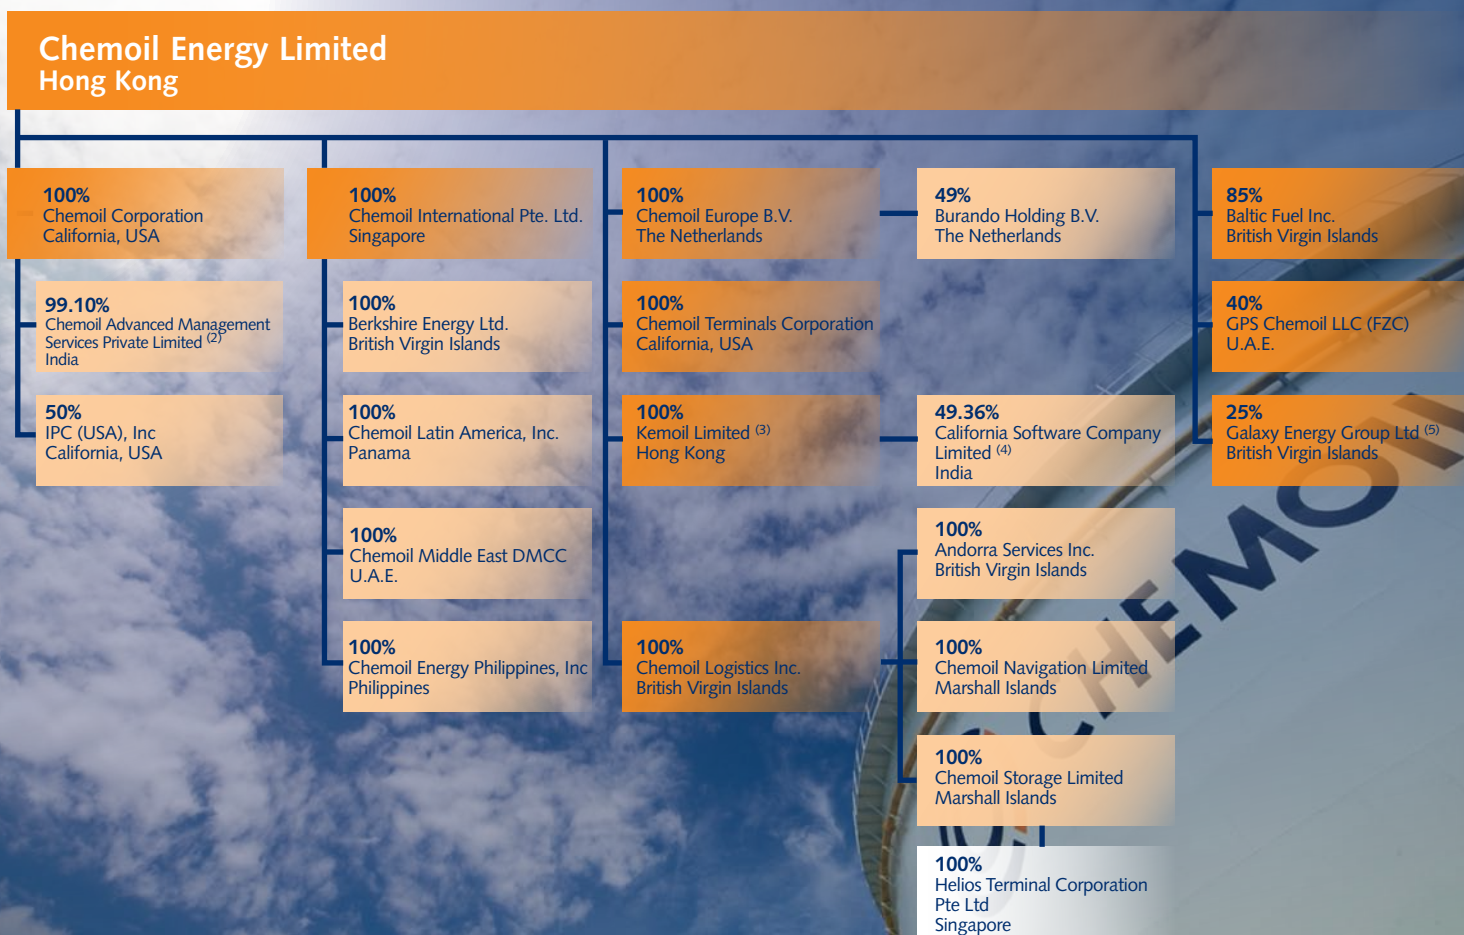 Chemoil Energy Limited
Hong Kong
100%
Chemoil Corporation
California, USA
99.10%
Chemoil Advanced Management
Services Private Limited (2)
India
50%
IPC (USA), Inc
California, USA
100%
Chemoil International Pte. Ltd.
Singapore
100%
Berkshire Energy Ltd.
British Virgin Islands
100%
Chemoil Latin America, Inc.
Panama
100%
Chemoil Middle East DMCC
U.A.E.
100%
Chemoil Energy Philippines, Inc
Philippines
100%
Chemoil Europe B.V.
The Netherlands
100%
Chemoil Terminals Corporation
California, USA
100%
Kemoil Limited (3)
Hong Kong
100%
Chemoil Logistics Inc.
British Virgin Islands
49%
Burando Holding B.V.
The Netherlands
49.36%
California Software Company
Limited (4)
India
100%
Andorra Services Inc.
British Virgin Islands
100%
Chemoil Navigation Limited
Marshall Islands
100%
Chemoil Storage Limited
Marshall Islands
100%
Helios Terminal Corporation
Pte Ltd
Singapore
85%
Baltic Fuel Inc.
British Virgin Islands
40%
GPS Chemoil LLC (FZC)
U.A.E.
25%
Galaxy Energy Group Ltd (5)
British Virgin Islands